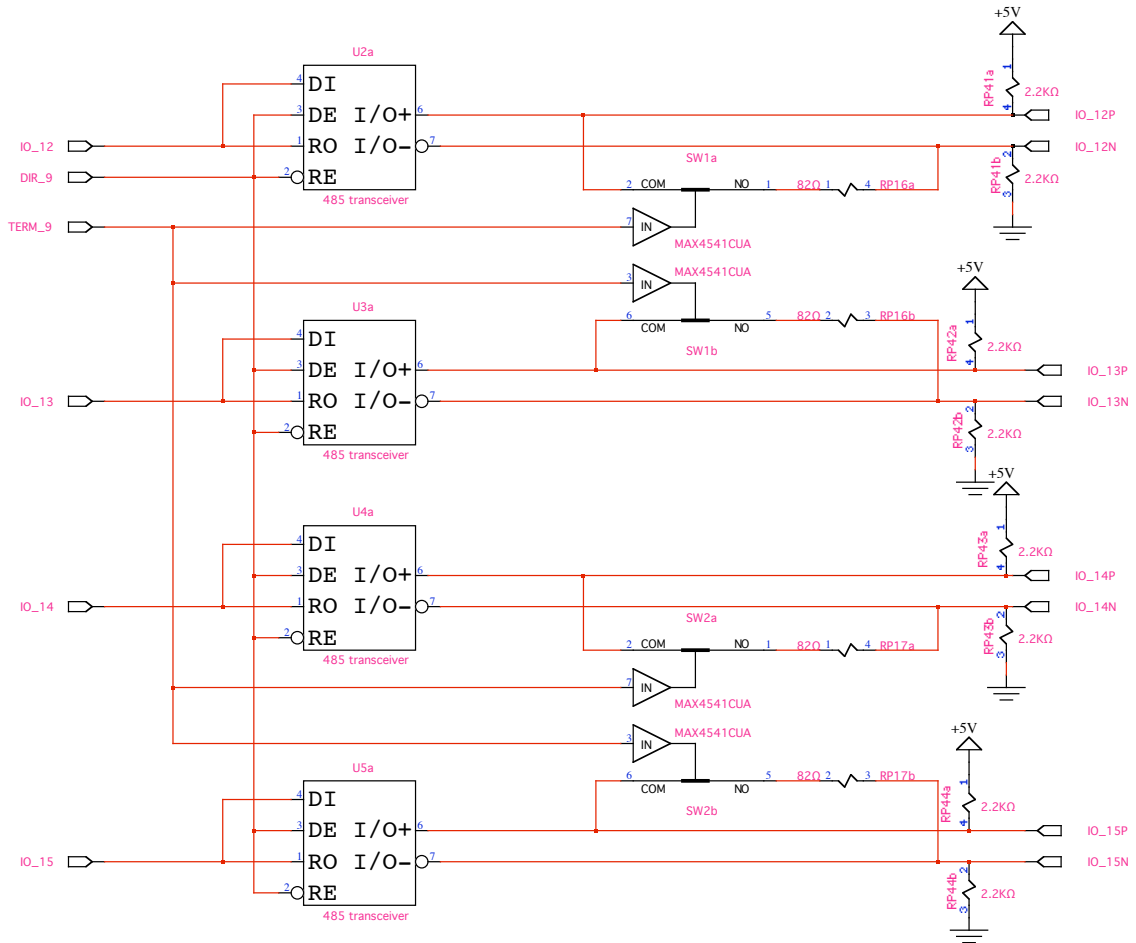 +5V
U2a
RP41a
1
2.2KΩ
4
4 DI
3 DE I/O+ 6
IO_12P
IO_12
1 RO I/O- 7
IO_12N
DIR_9
2 RE
485 transceiver
SW1a
2 COM NO 1 82Ω 1 4 RP16a
RP41b
2
2.2KΩ
3
TERM_9
7 IN
MAX4541CUA
MAX4541CUA
3 IN
+5V
U3a
6 COM NO 5 82Ω 2 3 RP16b
SW1b
RP42a
1
2.2KΩ
4
4 DI
3 DE I/O+ 6
IO_13P
IO_13
1 RO I/O- 7
IO_13N
2 RE
485 transceiver
RP42b
2
2.2KΩ
3
+5V
U4a
RP43a
1
2.2KΩ
4
4 DI
3 DE I/O+ 6
IO_14P
IO_14
1 RO I/O- 7
IO_14N
2 RE
485 transceiver
SW2a
2 COM NO 1 82Ω 1 4 RP17a
RP43b
2
2.2KΩ
3
7 IN
MAX4541CUA
MAX4541CUA
3 IN
+5V
U5a
6 COM NO 5 82Ω 2 3 RP17b
SW2b
RP44a
1
2.2KΩ
4
4 DI
3 DE I/O+ 6
IO_15P
IO_15
1 RO I/O- 7
IO_15N
2 RE
485 transceiver
RP44b
2
2.2KΩ
3